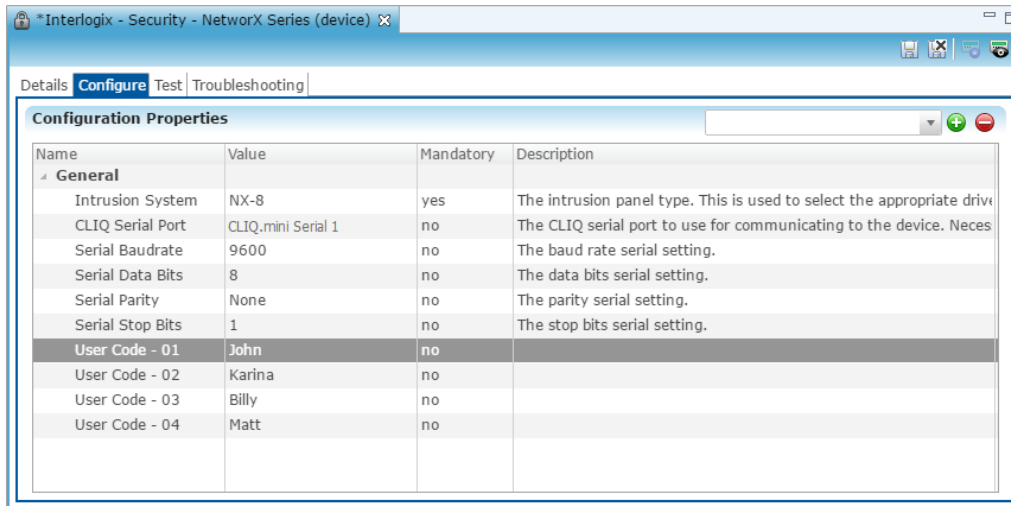 *Interlogix - Security - NetworX Series (device)
Details Configure Test Troubleshooting
Configuration Properties
Name Value Mandatory Description
General
Intrusion System NX-8 yes The intrusion panel type. This is used to select the appropriate drive
CLIQ Serial Port CLIQ.mini Serial 1 no The CLIQ serial port to use for communicating to the device. Neces
Serial Baudrate 9600 no The baud rate serial setting.
Serial Data Bits 8 no The data bits serial setting.
Serial Parity None no The parity serial setting.
Serial Stop Bits 1 no The stop bits serial setting.
User Code - 01 John no
User Code - 02 Karina no
User Code - 03 Billy no
User Code - 04 Matt no